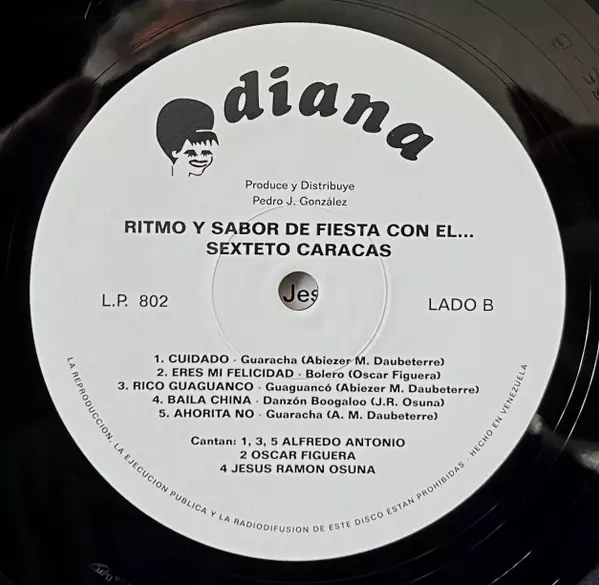 diana
Produce y Distribuye
Pedro J. González
RITMO Y SABOR DE FIESTA CON EL...
SEXTETO CARACAS
Jes
L.P. 802
LADO B
1. CUIDADO · Guaracha (Abiezer M. Daubeterre)
2. ERES MI FELICIDAD · Bolero (Oscar Figuera)
3. RICO GUAGUANCO · Guaguancó (Abiezer M. Daubeterre)
4. BAILA CHINA · Danzón Boogaloo (J.R. Osuna)
5. AHORITA NO · Guaracha (A. M. Daubeterre)
Cantan: 1, 3, 5 ALFREDO ANTONIO
2 OSCAR FIGUERA
4 JESUS RAMON OSUNA
LA REPRODUCCION · LA EJECUCION PUBLICA Y LA RADIODIFUSION DE ESTE DISCO ESTAN PROHIBIDAS · HECHO EN VENEZUELA